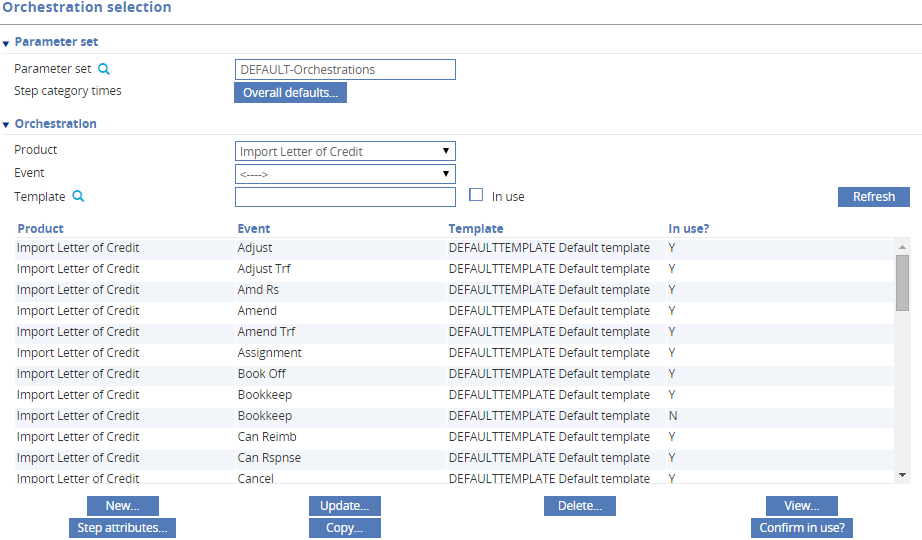 Orchestration selection
Parameter set
Parameter set DEFAULT-Orchestrations
Step category times Overall defaults...
Orchestration
Product Import Letter of Credit
Event <---->
Template In use Refresh
Product Event Template In use?
Import Letter of Credit Adjust DEFAULTTEMPLATE Default template Y
Import Letter of Credit Adjust Trf DEFAULTTEMPLATE Default template Y
Import Letter of Credit Amd Rs DEFAULTTEMPLATE Default template Y
Import Letter of Credit Amend DEFAULTTEMPLATE Default template Y
Import Letter of Credit Amend Trf DEFAULTTEMPLATE Default template Y
Import Letter of Credit Assignment DEFAULTTEMPLATE Default template Y
Import Letter of Credit Book Off DEFAULTTEMPLATE Default template Y
Import Letter of Credit Bookkeep DEFAULTTEMPLATE Default template Y
Import Letter of Credit Bookkeep DEFAULTTEMPLATE Default template N
Import Letter of Credit Can Reimb DEFAULTTEMPLATE Default template Y
Import Letter of Credit Can Rspnse DEFAULTTEMPLATE Default template Y
Import Letter of Credit Cancel DEFAULTTEMPLATE Default template Y
New... Update... Delete... View...
Step attributes... Copy... Confirm in use?